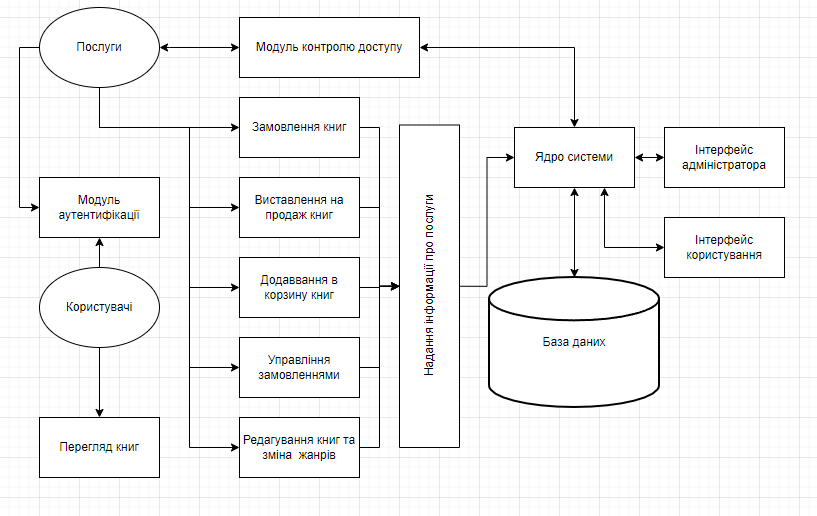 Послуги
Модуль контролю доступу
Замовлення книг
Ядро системи
Інтерфейс
адміністратора
Модуль
аутентифікації
Виставлення на
продаж книг
Надання інформації про послуги
Інтерфейс
користування
Користувачі
Додаввання в
корзину книг
База даних
Управління
замовленнями
Перегляд книг
Редагування книг та
зміна жанрів